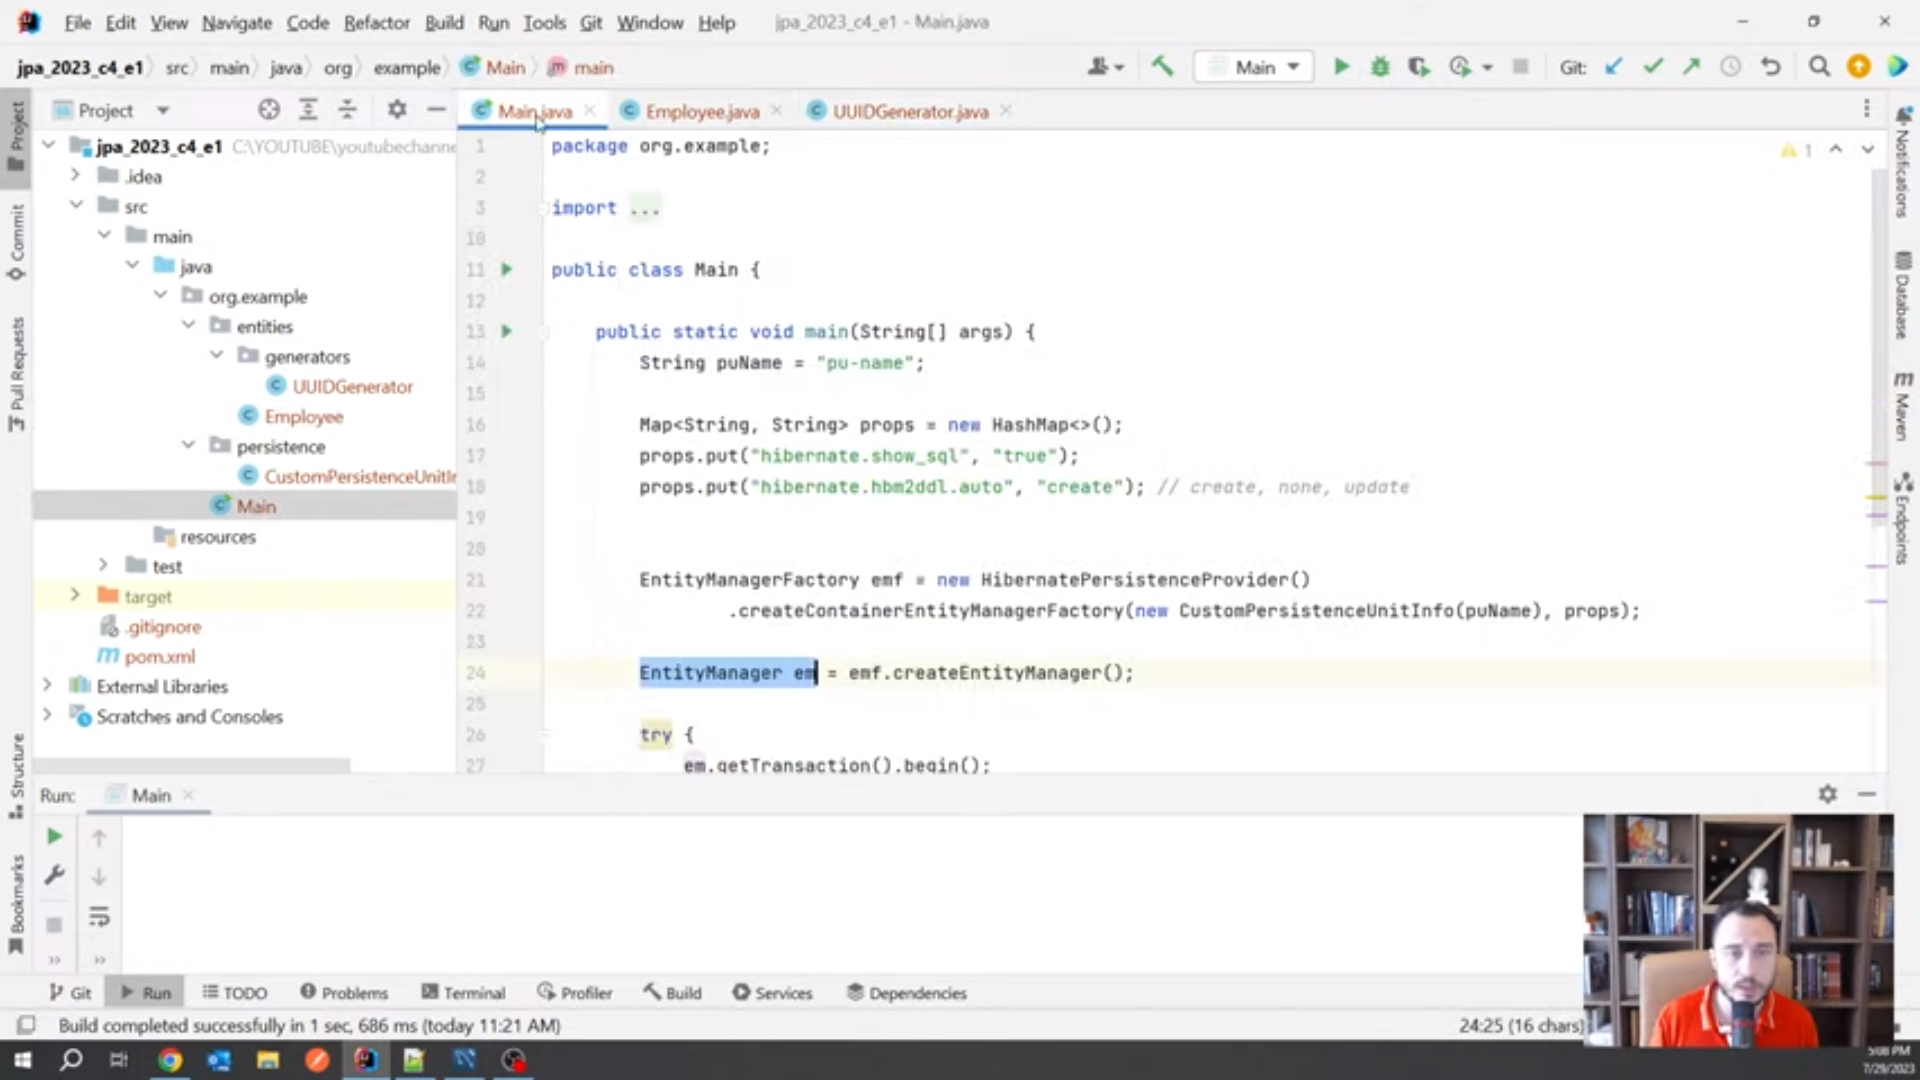 File Edit View Navigate Code Refactor Build Run Tools Git Window Help jpa_2023_c4_e1 - Main.java
jpa_2023_c4_e1 src main java org example Main main
Main
Git:
Project
Main.java
Employee.java
UUIDGenerator.java
jpa_2023_c4_e1 C:\YOUTUBE\youtubechanne
.idea
src
main
java
org.example
entities
generators
UUIDGenerator
Employee
persistence
CustomPersistenceUnitI
Main
resources
test
target
.gitignore
pom.xml
External Libraries
Scratches and Consoles
1 package org.example;
2
3 import ...
10
11 public class Main {
12
13 public static void main(String[] args) {
14 String puName = "pu-name";
15
16 Map<String, String> props = new HashMap<>();
17 props.put("hibernate.show_sql", "true");
18 props.put("hibernate.hbm2ddl.auto", "create"); // create, none, update
19
20
21 EntityManagerFactory emf = new HibernatePersistenceProvider()
22 .createContainerEntityManagerFactory(new CustomPersistenceUnitInfo(puName), props);
23
24 EntityManager em = emf.createEntityManager();
25
26 try {
27 em.getTransaction().begin();
1
Project
Commit
Pull Requests
Structure
Bookmarks
Notifications
Database
Maven
Endpoints
Run: Main
Git Run TODO Problems Terminal Profiler Build Services Dependencies
Build completed successfully in 1 sec, 686 ms (today 11:21 AM)
24:25 (16 chars)
5:08 PM
7/29/2023